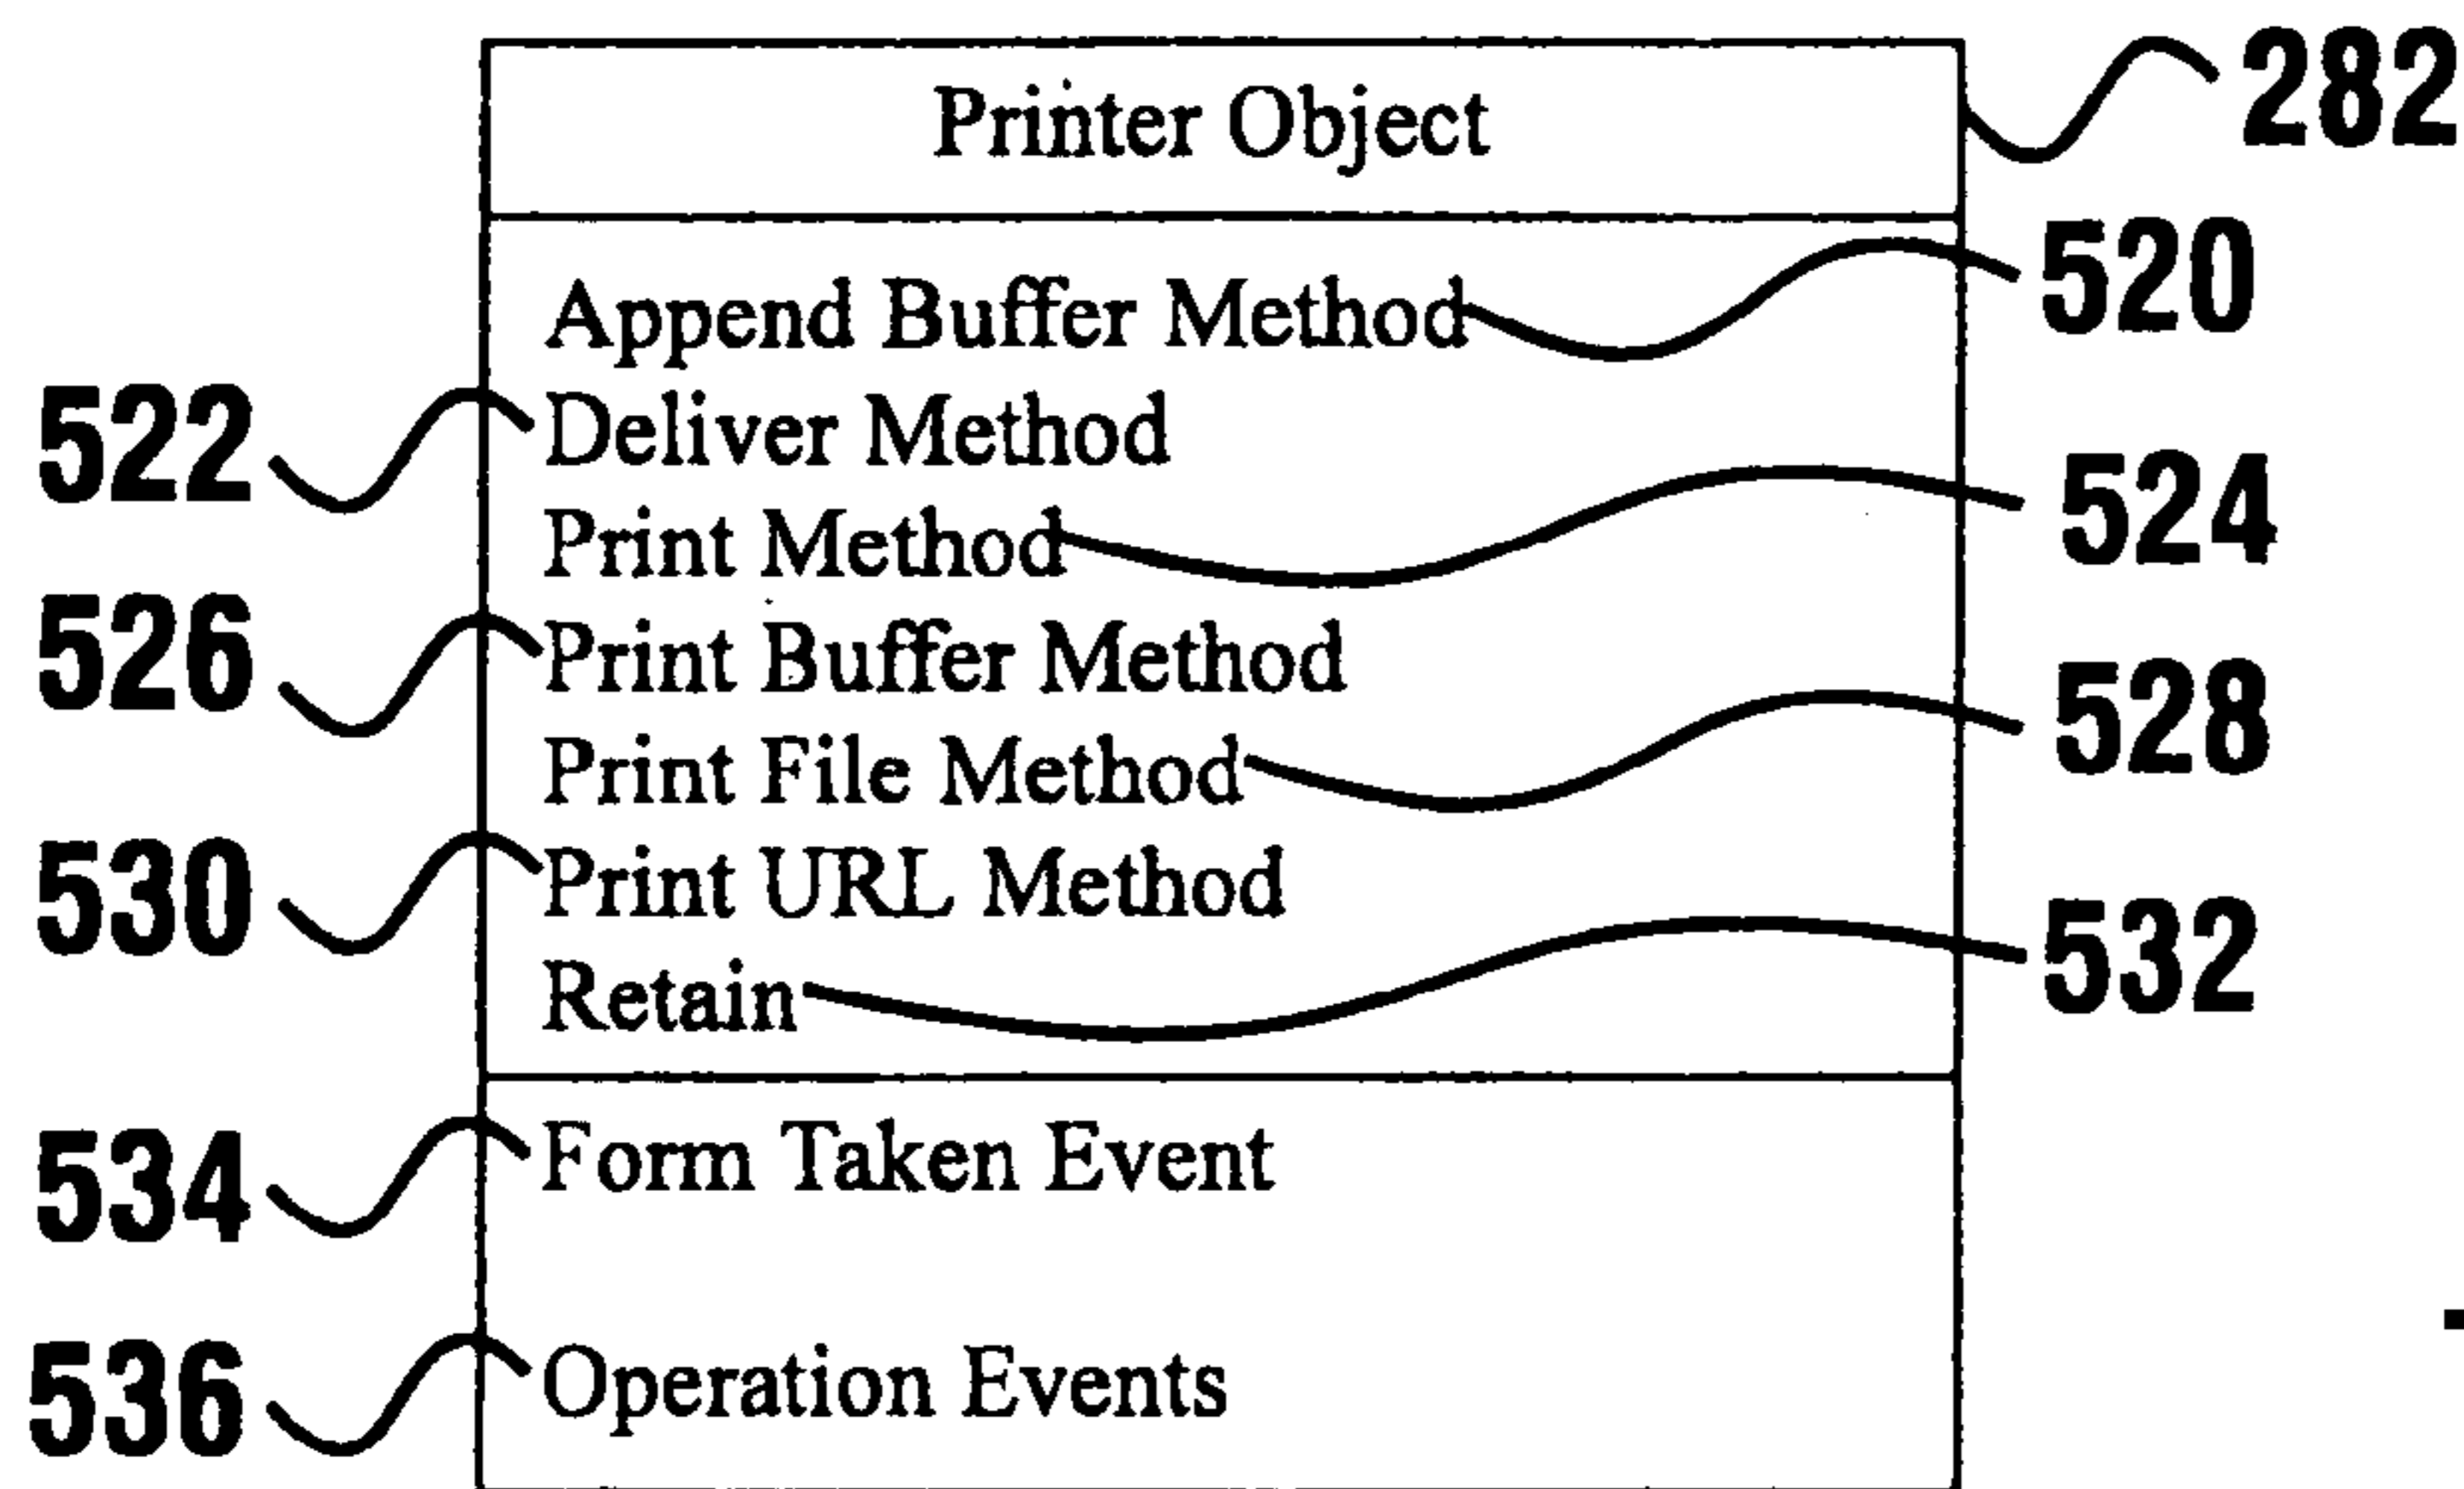 Printer Object
282
Append Buffer Method
520
522
Deliver Method
Print Method
524
526
Print Buffer Method
Print File Method
528
530
Print URL Method
Retain
532
534
Form Taken Event
536
Operation Events